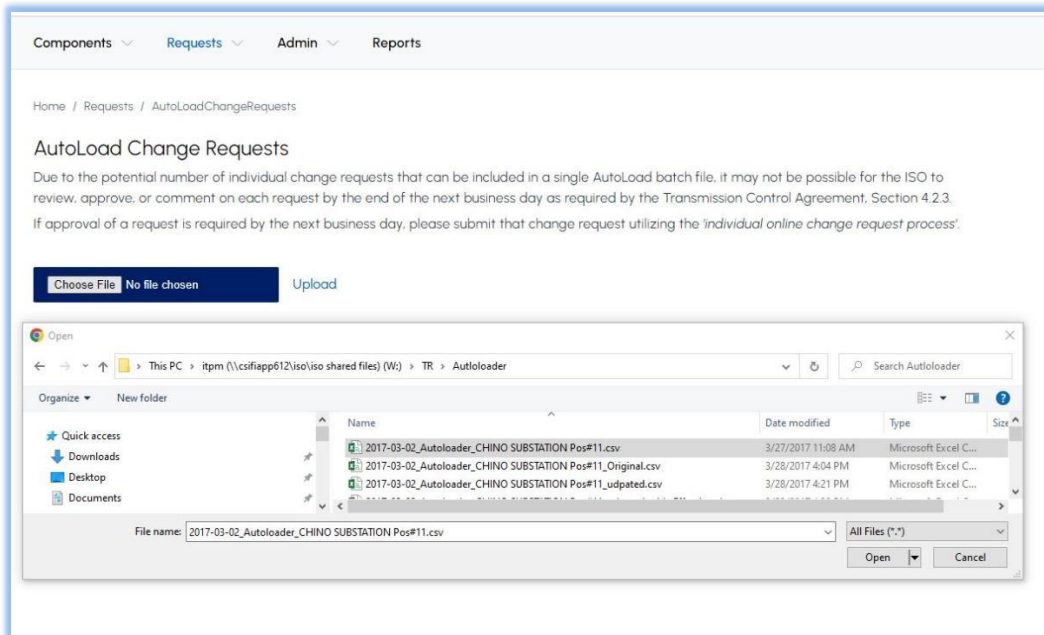 Components Requests Admin Reports
Home / Requests / AutoLoadChangeRequests
AutoLoad Change Requests
Due to the potential number of individual change requests that can be included in a single AutoLoad batch file, it may not be possible for the ISO to
review, approve, or comment on each request by the end of the next business day as required by the Transmission Control Agreement, Section 4.2.3.
If approval of a request is required by the next business day, please submit that change request utilizing the 'individual online change request process'.
Choose File No file chosen Upload
Open
This PC > itpm (\\csifiapp612\iso\iso shared files) (W:) > TR > Autloloader Search Autloloader
Organize New folder
Name Date modified Type Size
Quick access
Downloads
Desktop
Documents
2017-03-02_Autoloader_CHINO SUBSTATION Pos#11.csv 3/27/2017 11:08 AM Microsoft Excel C...
2017-03-02_Autoloader_CHINO SUBSTATION Pos#11_Original.csv 3/28/2017 4:04 PM Microsoft Excel C...
2017-03-02_Autoloader_CHINO SUBSTATION Pos#11_udpated.csv 3/28/2017 4:21 PM Microsoft Excel C...
File name: 2017-03-02_Autoloader_CHINO SUBSTATION Pos#11.csv All Files (*.*)
Open Cancel